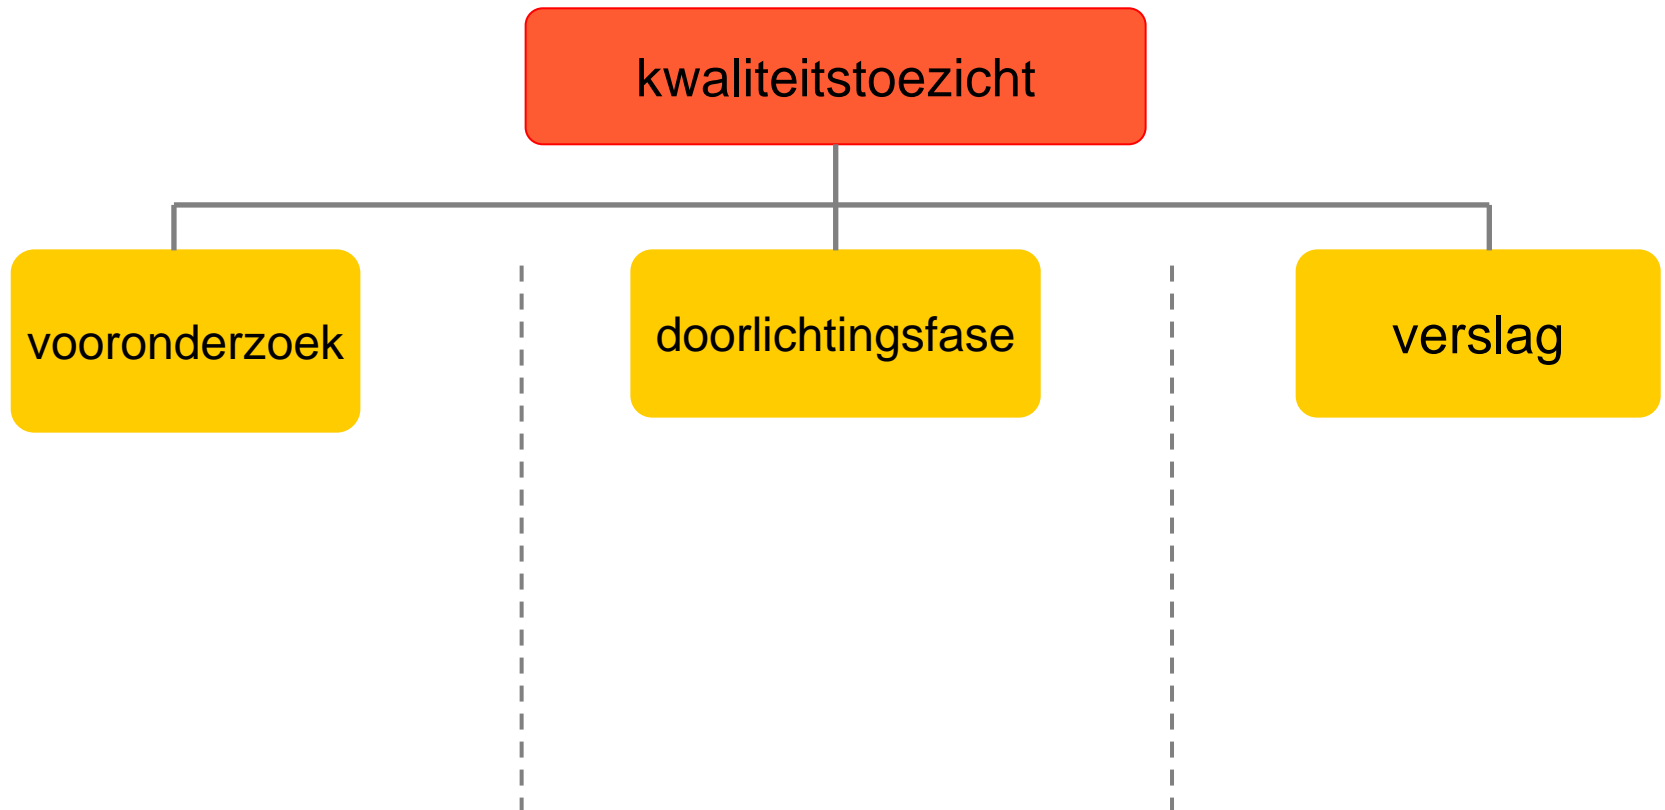 kwaliteitstoezicht
vooronderzoek
doorlichtingsfase
verslag